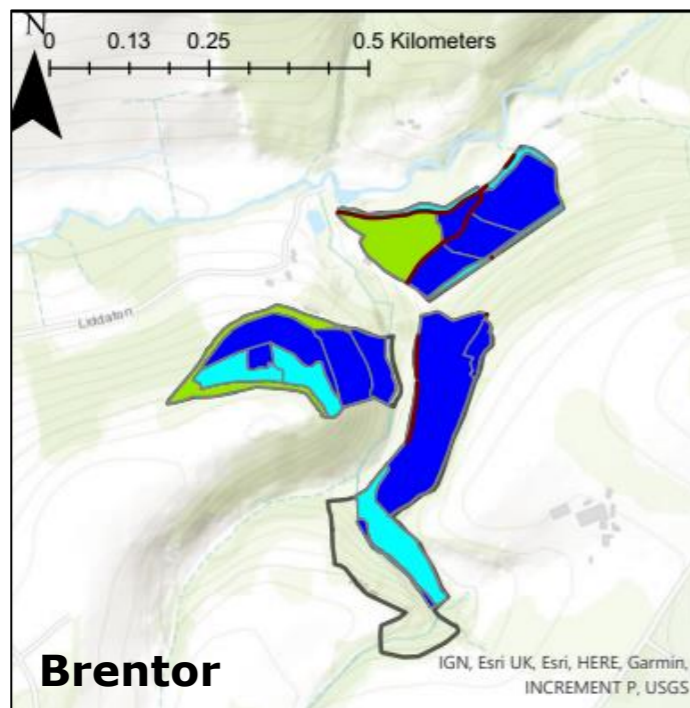 N
0 0.13 0.25 0.5 Kilometers
Liddaton
Brentor
IGN, Esri UK, Esri, HERE, Garmin,
INCREMENT P, USGS